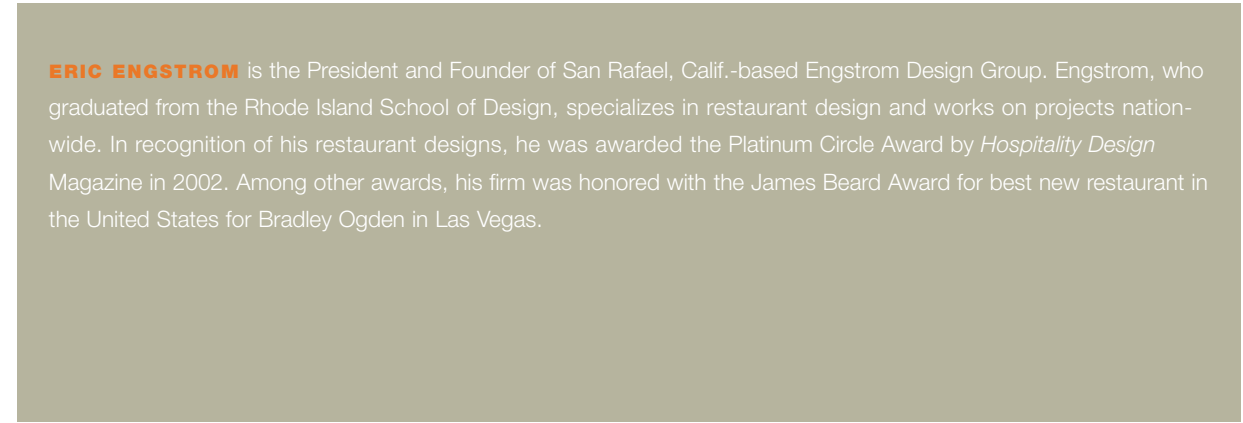 ERIC ENGSTROM is the President and Founder of San Rafael, Calif.-based Engstrom Design Group. Engstrom, who
graduated from the Rhode Island School of Design, specializes in restaurant design and works on projects nation-
wide. In recognition of his restaurant designs, he was awarded the Platinum Circle Award by Hospitality Design
Magazine in 2002. Among other awards, his firm was honored with the James Beard Award for best new restaurant in
the United States for Bradley Ogden in Las Vegas.